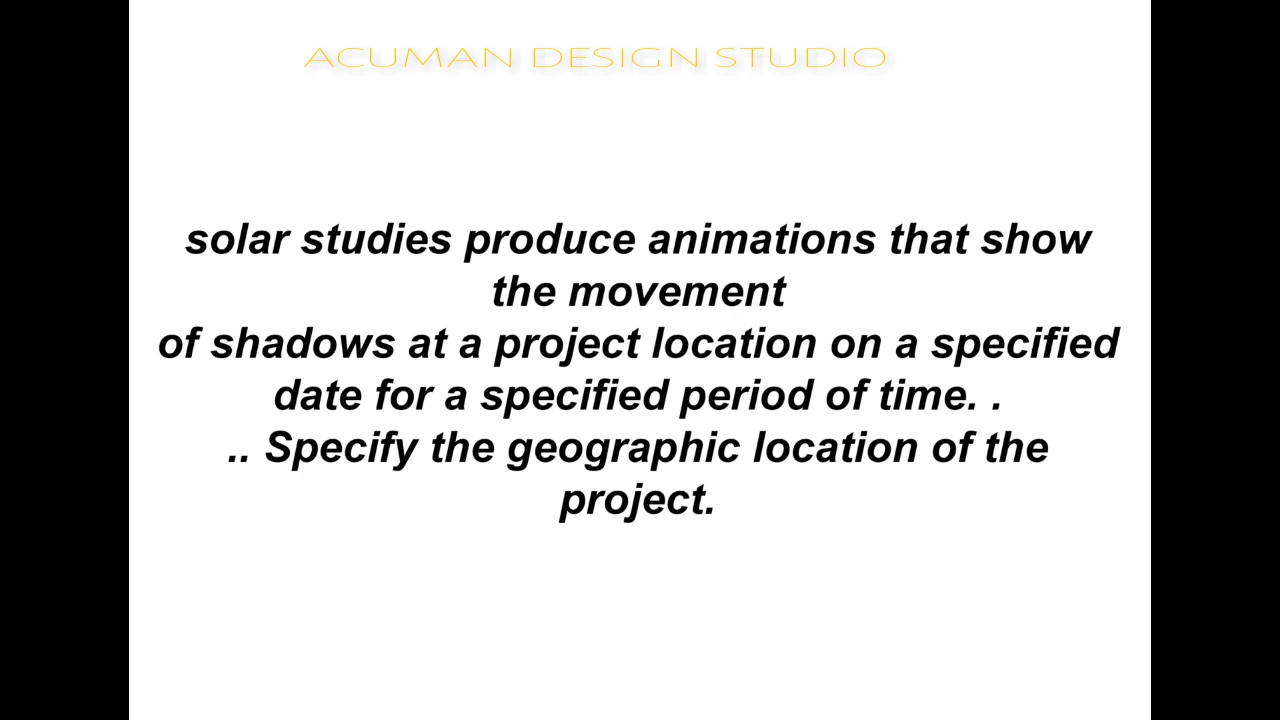 ACUMAN DESIGN STUDIO
solar studies produce animations that show
the movement
of shadows at a project location on a specified
date for a specified period of time. .
.. Specify the geographic location of the
project.